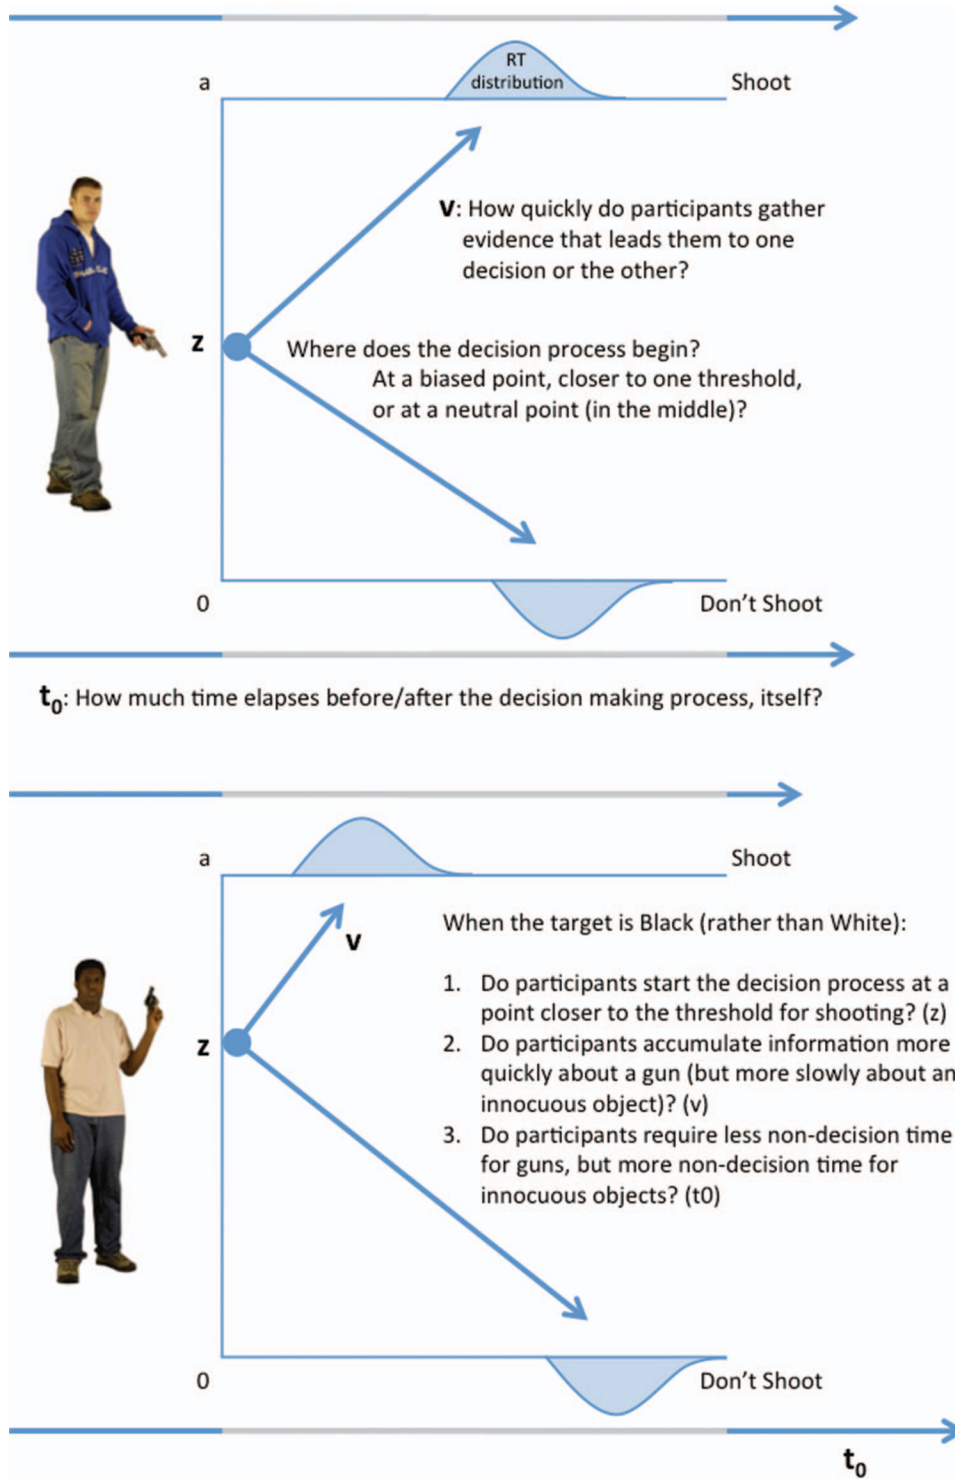 RT
distribution
a
Shoot
v: How quickly do participants gather
evidence that leads them to one
decision or the other?
z
Where does the decision process begin?
At a biased point, closer to one threshold,
or at a neutral point (in the middle)?
0
Don't Shoot
t0: How much time elapses before/after the decision making process, itself?
a
Shoot
v
When the target is Black (rather than White):
1. Do participants start the decision process at a
point closer to the threshold for shooting? (z)
z
2. Do participants accumulate information more
quickly about a gun (but more slowly about an
innocuous object)? (v)
3. Do participants require less non-decision time
for guns, but more non-decision time for
innocuous objects? (t0)
0
Don't Shoot
t0